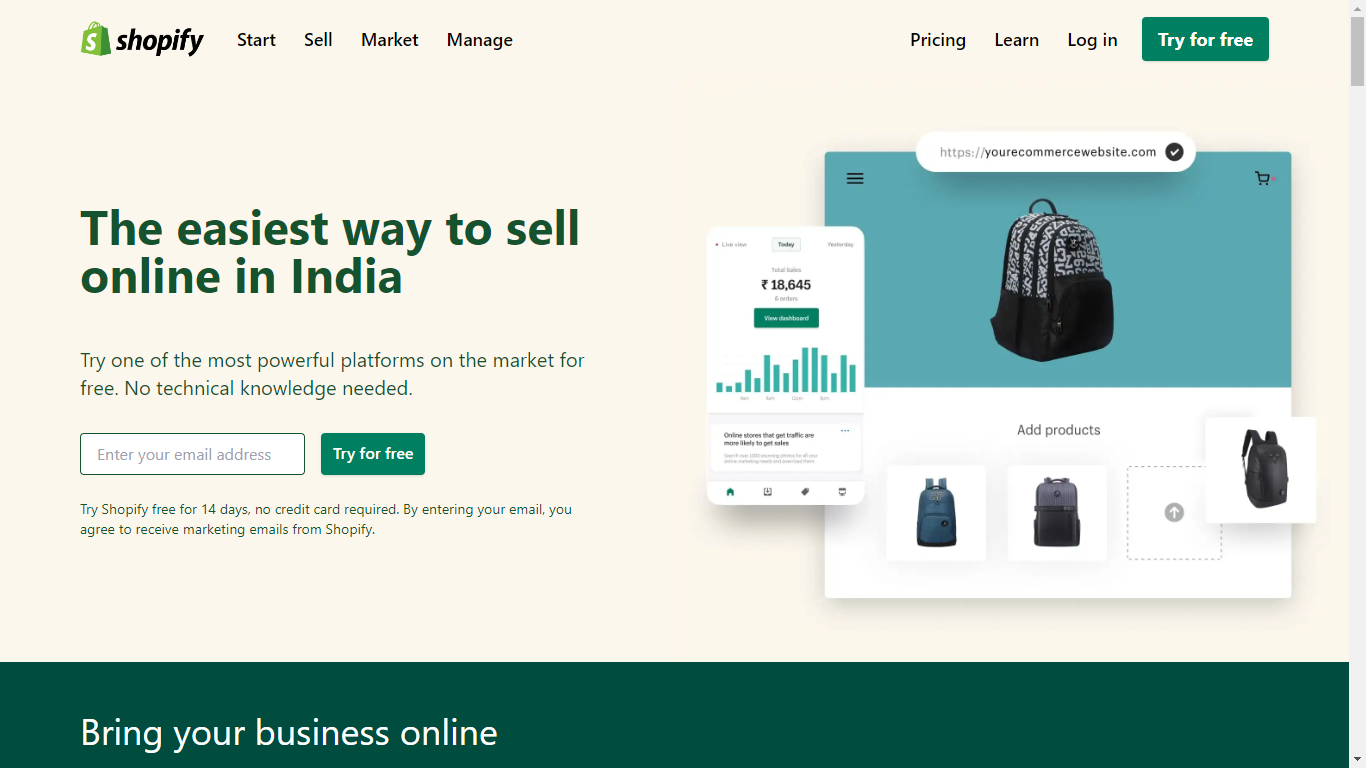 shopify
Start
Sell
Market
Manage
Pricing
Learn
Log in
Try for free
The easiest way to sell
online in India
Try one of the most powerful platforms on the market for
free. No technical knowledge needed.
Enter your email address
Try for free
Try Shopify free for 14 days, no credit card required. By entering your email, you
agree to receive marketing emails from Shopify.
https://yourecommercewebsite.com
Live view
Today
Yesterday
Total Sales
₹ 18,645
6 orders
View dashboard
Online stores that get traffic are
more likely to get sales
Add products
Bring your business online